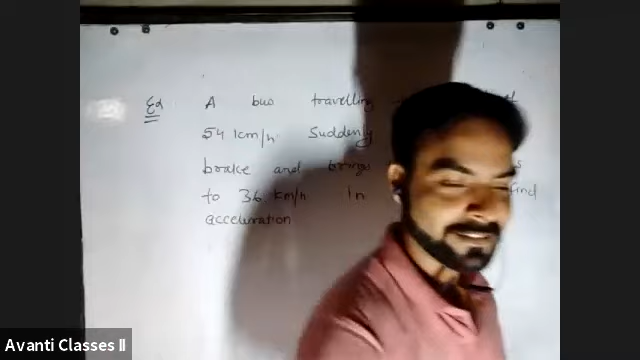 Ex A bus travelling
54 km/h Suddenly
brake and brings
to 36 km/h in find
acceleration
Avanti Classes II